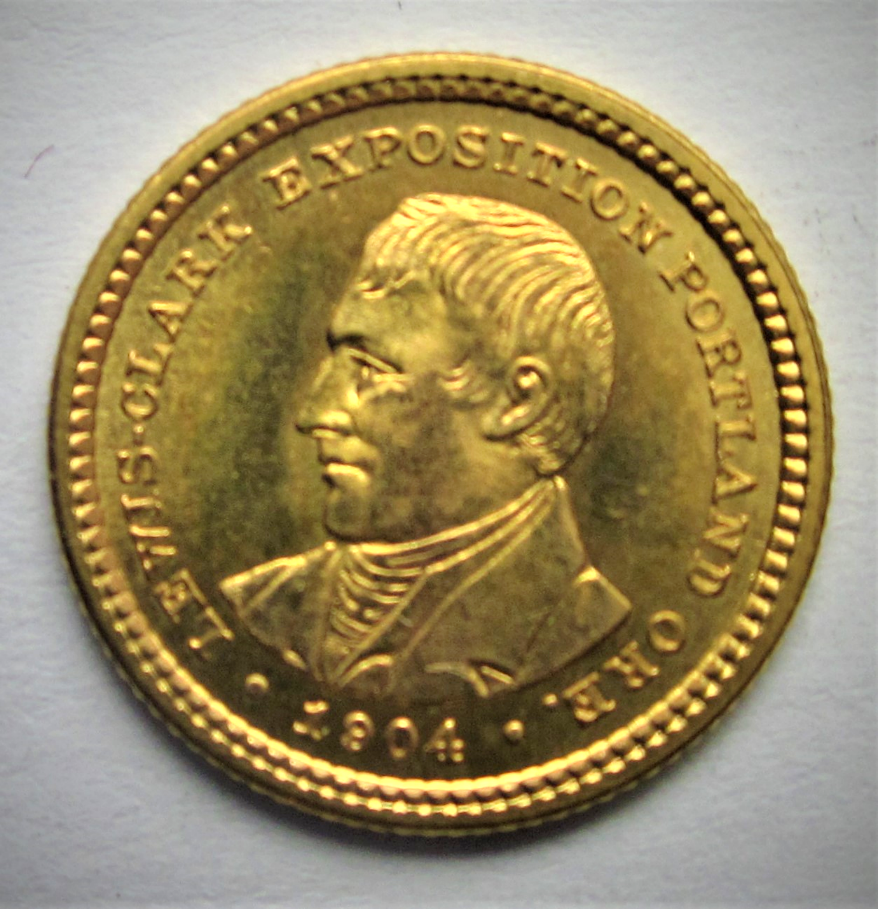 LEWIS·CLARK EXPOSITION PORTLAND ORE.
· 1904 ·